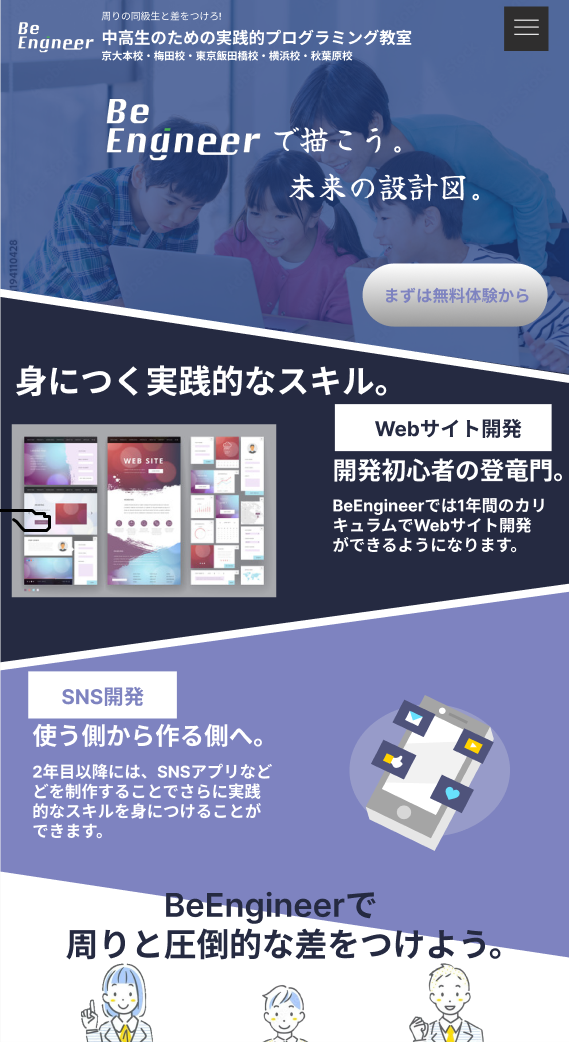 周りの同級生と差をつけろ!
Be
Engneer
中高生のための実践的プログラミング教室
京大本校・梅田校・東京飯田橋校・横浜校・秋葉原校
Be
Engneer で描こう。
未来の設計図。
194110428
まずは無料体験から
身につく実践的なスキル。
WEB SITE
Webサイト開発
開発初心者の登竜門。
BeEngineerでは1年間のカリ
キュラムでWebサイト開発
ができるようになります。
SNS開発
使う側から作る側へ。
2年目以降には、SNSアプリなど
どを制作することでさらに実践
的なスキルを身につけることが
できます。
BeEngineerで
周りと圧倒的な差をつけよう。